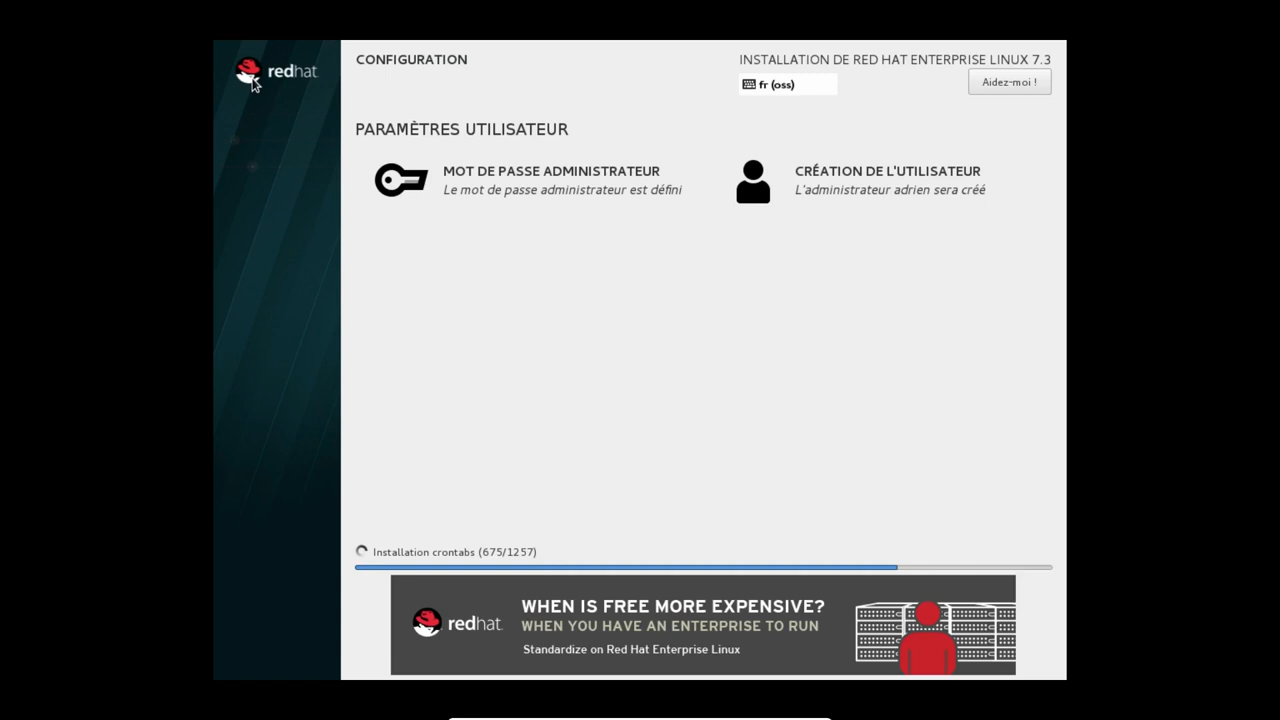 redhat.
CONFIGURATION
INSTALLATION DE RED HAT ENTERPRISE LINUX 7.3
fr (oss)
Aidez-moi !
PARAMÈTRES UTILISATEUR
MOT DE PASSE ADMINISTRATEUR
Le mot de passe administrateur est défini
CRÉATION DE L'UTILISATEUR
L'administrateur adrien sera créé
Installation crontabs (675/1257)
redhat.
WHEN IS FREE MORE EXPENSIVE?
WHEN YOU HAVE AN ENTERPRISE TO RUN
Standardize on Red Hat Enterprise Linux